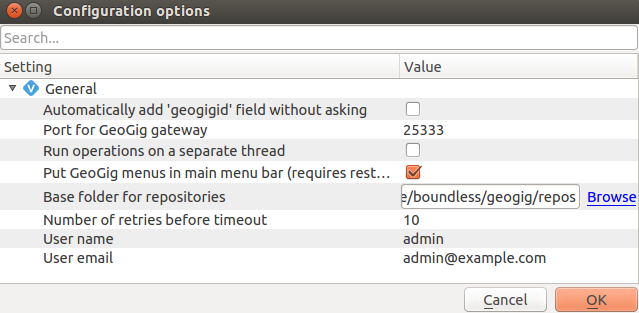 Configuration options
Search...
Setting Value
General
Automatically add 'geogigid' field without asking
Port for GeoGig gateway 25333
Run operations on a separate thread
Put GeoGig menus in main menu bar (requires rest...
Base folder for repositories e/boundless/geogig/repos Browse
Number of retries before timeout 10
User name admin
User email admin@example.com
Cancel OK